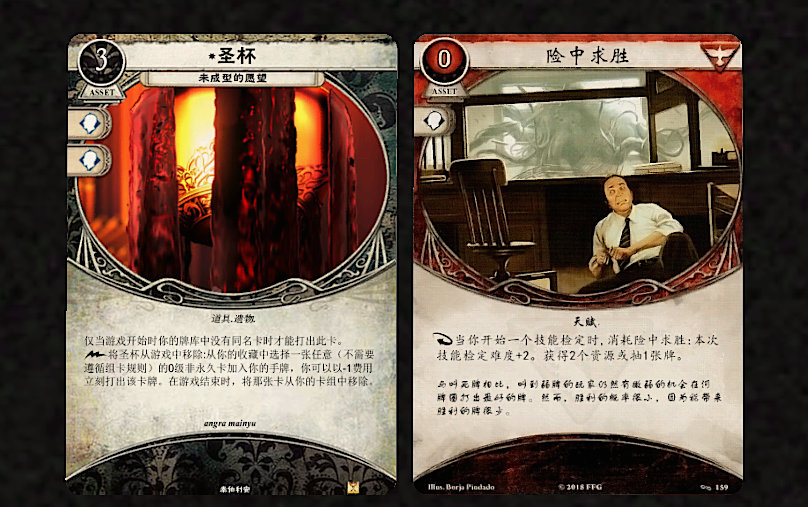 3
ASSET
*圣杯
未成型的愿望
道具.遗物.
仅当游戏开始时你的牌库中没有同名卡时才能打出此卡。
将圣杯从游戏中移除:从你的收藏中选择一张任意（不需要
遵循组卡规则）的0级非永久卡加入你的手牌，你可以以-1费用
立刻打出该卡牌。在游戏结束时，将那张卡从你的卡组中移除。
angra mainyu
0
ASSET
险中求胜
天赋.
当你开始一个技能检定时,消耗险中求胜:本次
技能检定难度+2。获得2个资源或抽1张牌。
与叫死牌相比，叫到弱牌的玩家仍然有微弱的机会在河
牌圈打出最好的牌。然而，胜利的概率很小，因为能带来
胜利的牌很少。
Illus. Borja Pindado
© 2018 FFG
159